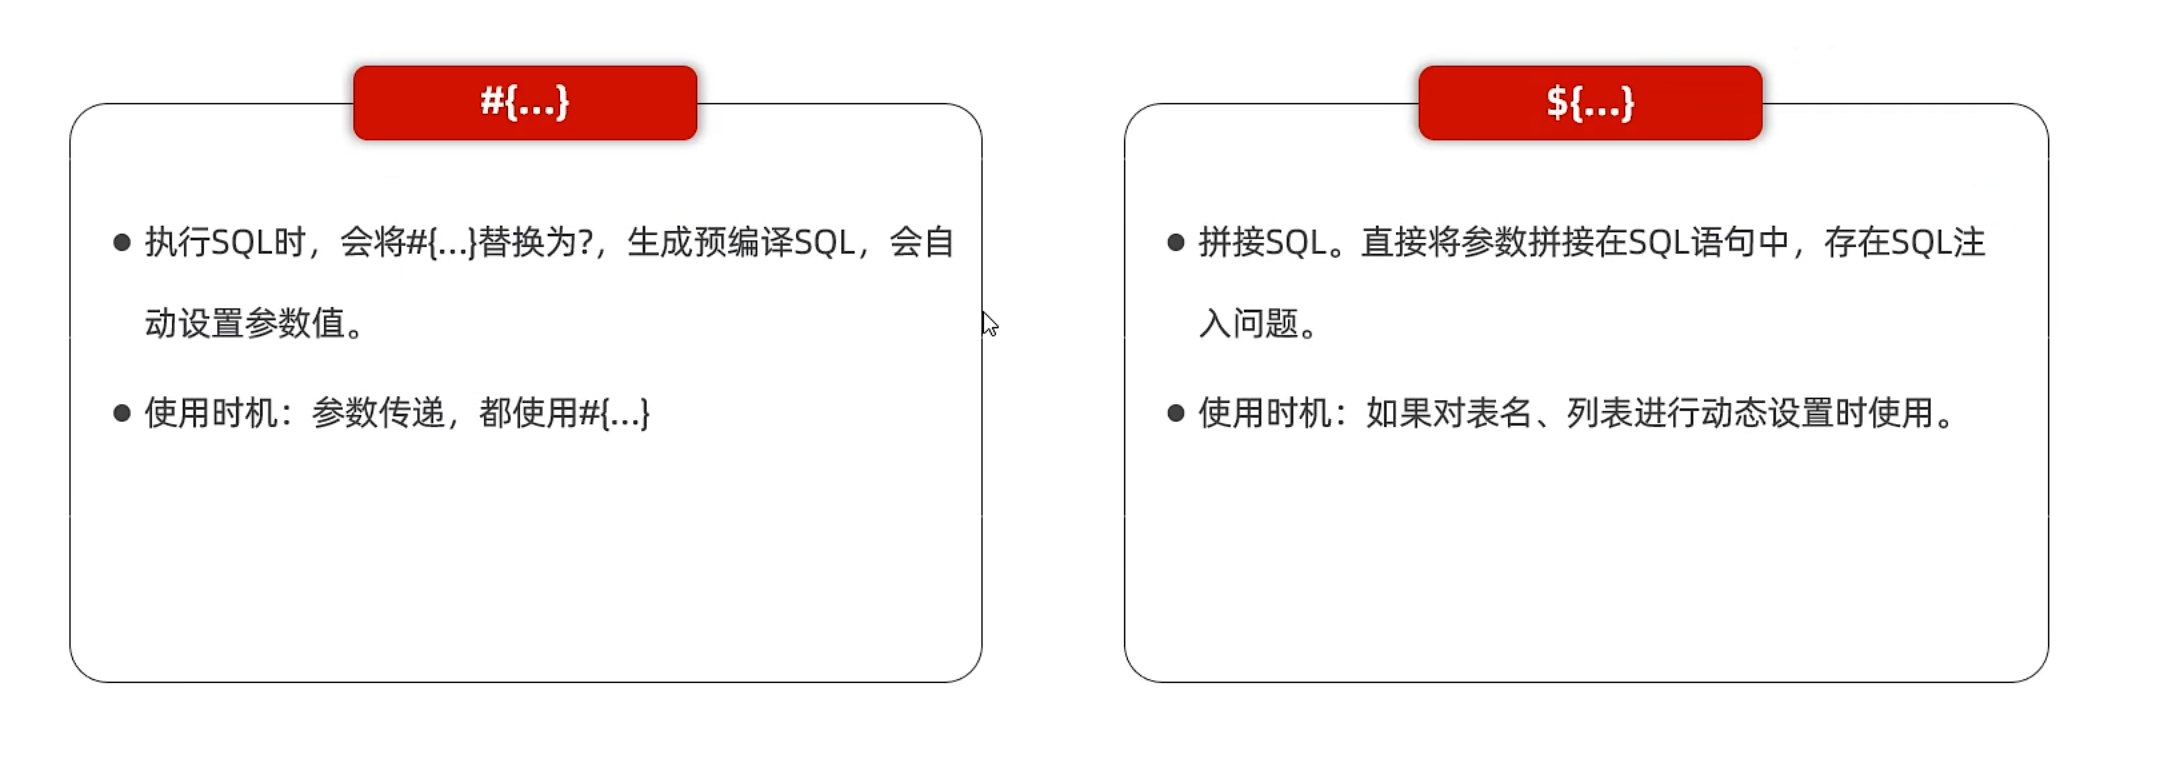 #{...}
● 执行SQL时，会将#{...}替换为?，生成预编译SQL，会自
动设置参数值。
● 使用时机：参数传递，都使用#{...}
${...}
● 拼接SQL。直接将参数拼接在SQL语句中，存在SQL注
入问题。
● 使用时机：如果对表名、列表进行动态设置时使用。